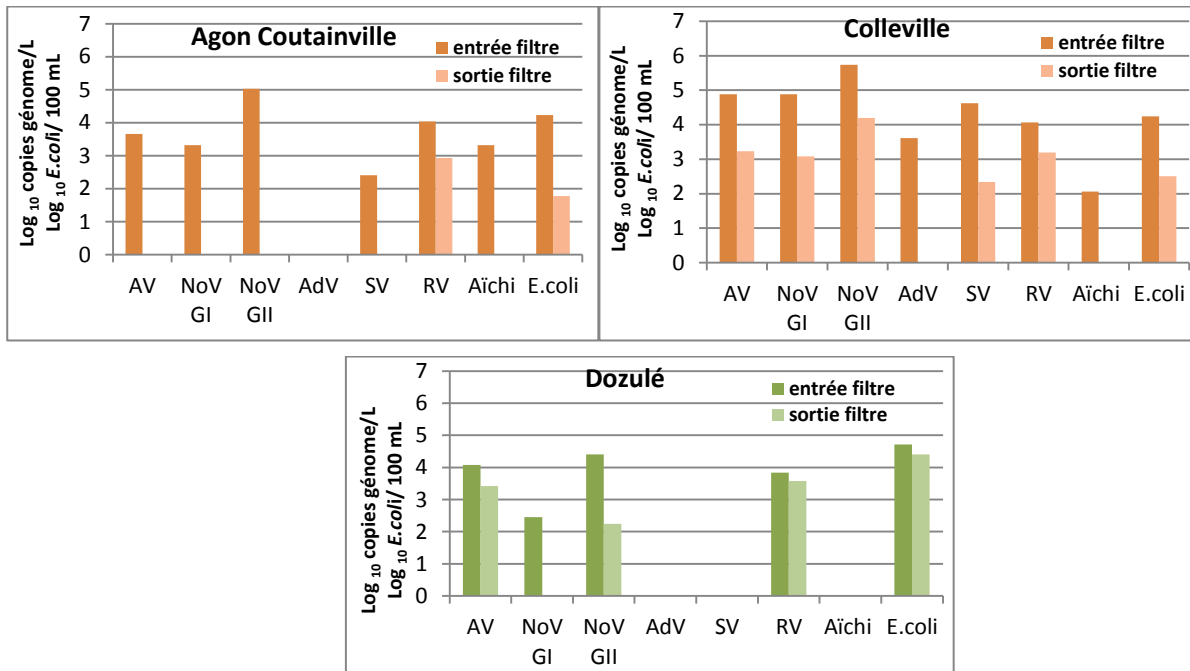 Agon Coutainville
entrée filtre
sortie filtre
Log 10 copies génome/L
Log 10 E.coli/ 100 mL
7
6
5
4
3
2
1
0
AV NoV NoV AdV SV RV Aïchi E.coli
GI GII
Colleville
entrée filtre
sortie filtre
Log 10 copies génome/L
Log 10 E.coli/ 100 mL
7
6
5
4
3
2
1
0
AV NoV NoV AdV SV RV Aïchi E.coli
GI GII
Dozulé
entrée filtre
sortie filtre
Log 10 copies génome/L
Log 10 E.coli/ 100 mL
7
6
5
4
3
2
1
0
AV NoV NoV AdV SV RV Aïchi E.coli
GI GII